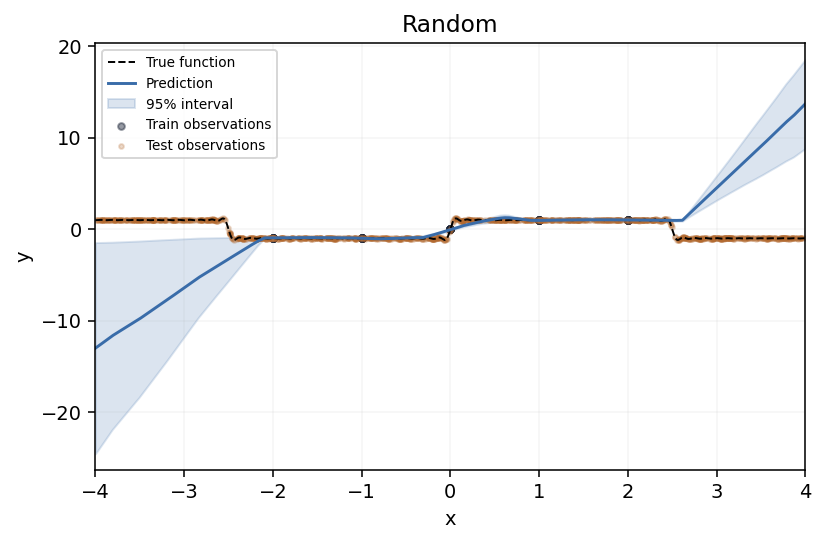 Random
True function
Prediction
95% interval
Train observations
Test observations
20
10
0
−10
−20
y
−4 −3 −2 −1 0 1 2 3 4
x